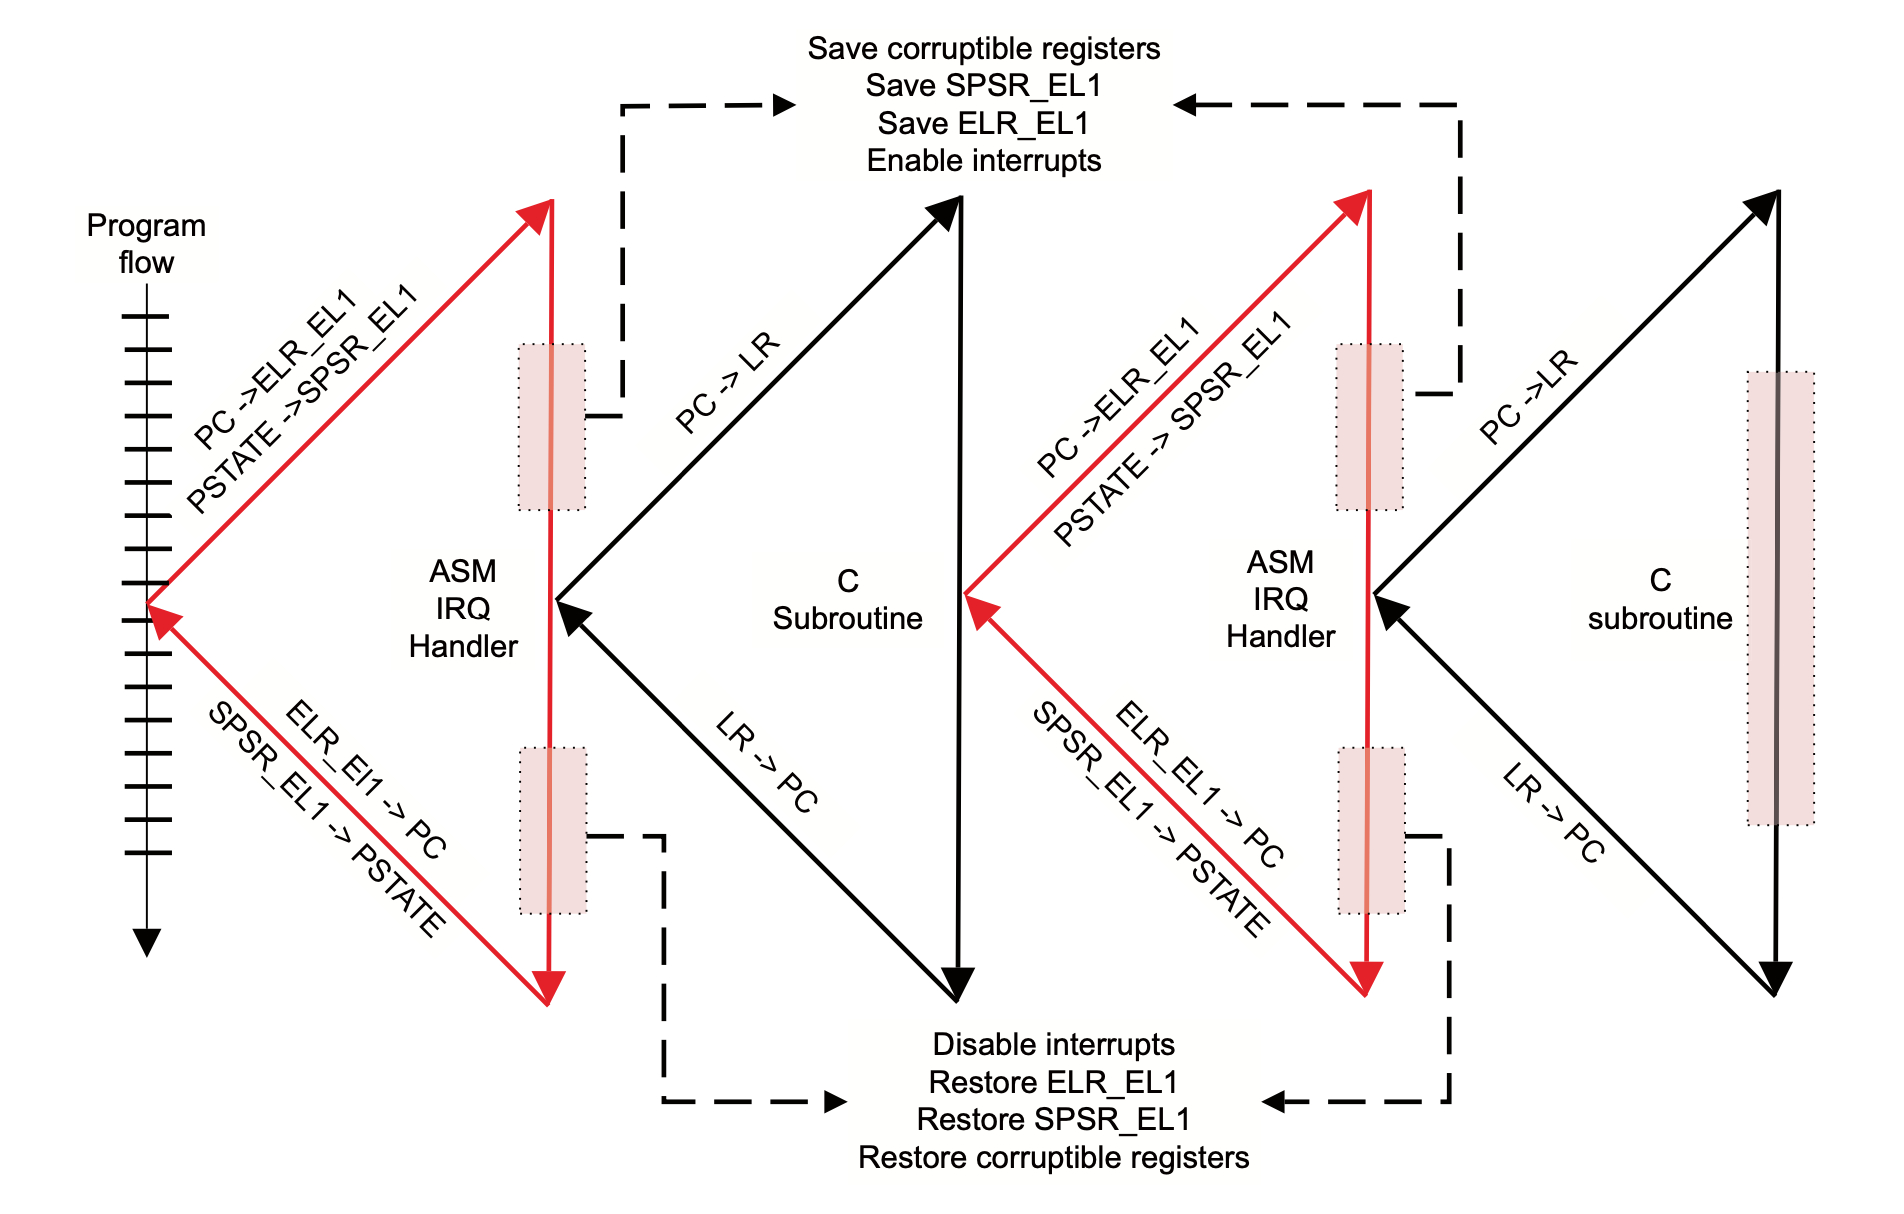 Save corruptible registers
Save SPSR_EL1
Save ELR_EL1
Enable interrupts
Program
flow
PC ->ELR_EL1
PSTATE ->SPSR_EL1
PC -> LR
PC ->ELR_EL1
PSTATE -> SPSR_EL1
PC ->LR
ASM
IRQ
Handler
C
Subroutine
ASM
IRQ
Handler
C
subroutine
ELR_El1 -> PC
SPSR_EL1 -> PSTATE
LR -> PC
ELR_EL1 -> PC
SPSR_EL1 -> PSTATE
LR -> PC
Disable interrupts
Restore ELR_EL1
Restore SPSR_EL1
Restore corruptible registers